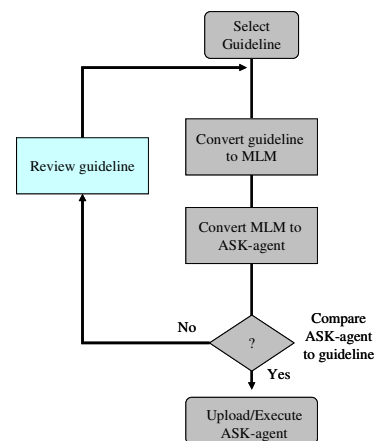 Select
Guideline
Convert guideline
to MLM
Review guideline
Convert MLM to
ASK-agent
No
?
Compare
ASK-agent
to guideline
Yes
Upload/Execute
ASK-agent